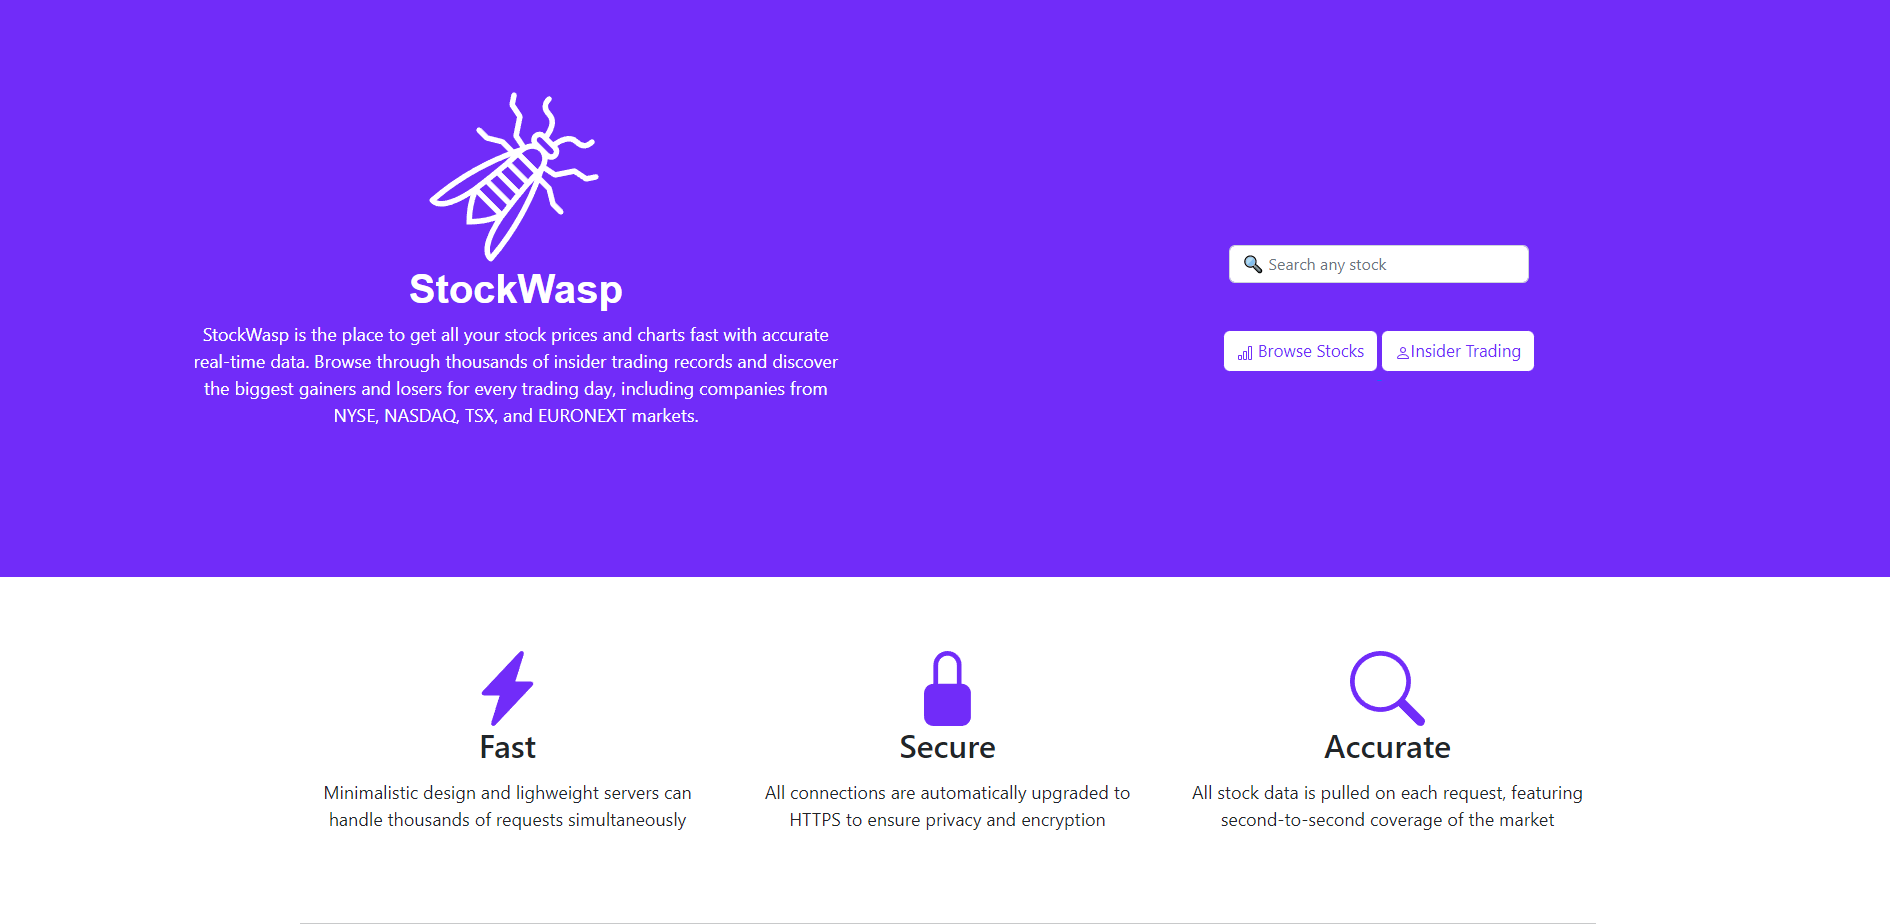 StockWasp
StockWasp is the place to get all your stock prices and charts fast with accurate
real-time data. Browse through thousands of insider trading records and discover
the biggest gainers and losers for every trading day, including companies from
NYSE, NASDAQ, TSX, and EURONEXT markets.
Search any stock
Browse Stocks
Insider Trading
Fast
Minimalistic design and lighweight servers can
handle thousands of requests simultaneously
Secure
All connections are automatically upgraded to
HTTPS to ensure privacy and encryption
Accurate
All stock data is pulled on each request, featuring
second-to-second coverage of the market